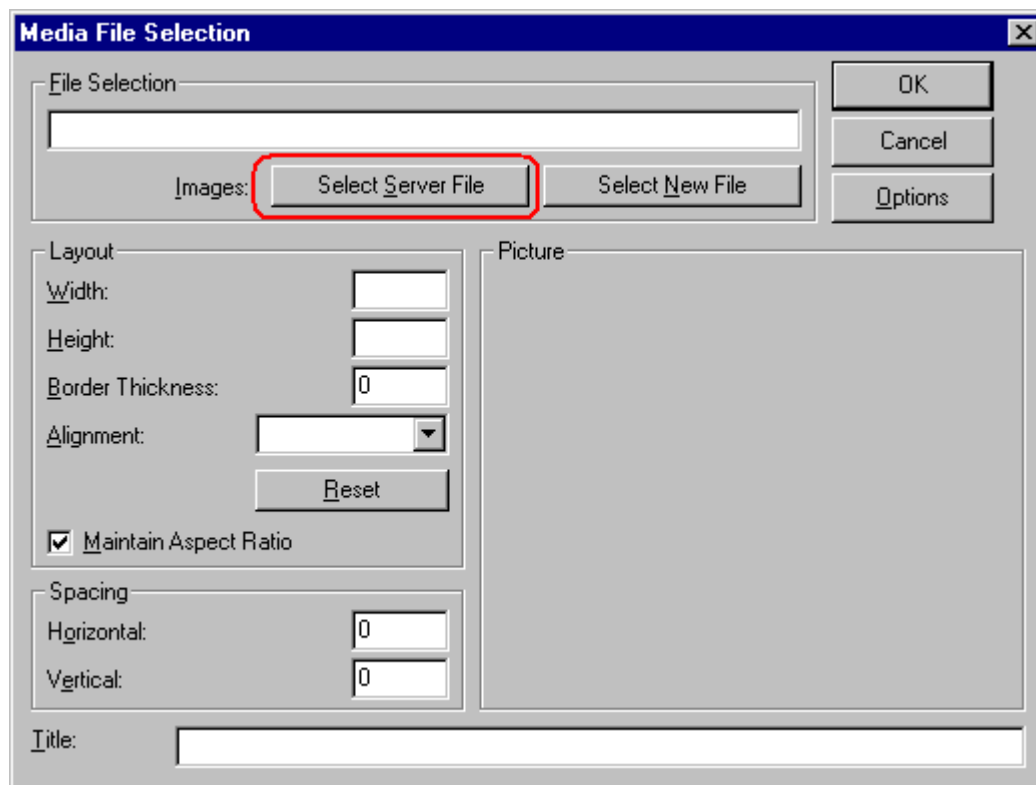 Media File Selection
File Selection
OK
Cancel
Images: Select Server File Select New File
Options
Layout
Picture
Width:
Height:
Border Thickness: 0
Alignment:
Reset
Maintain Aspect Ratio
Spacing
Horizontal: 0
Vertical: 0
Title: